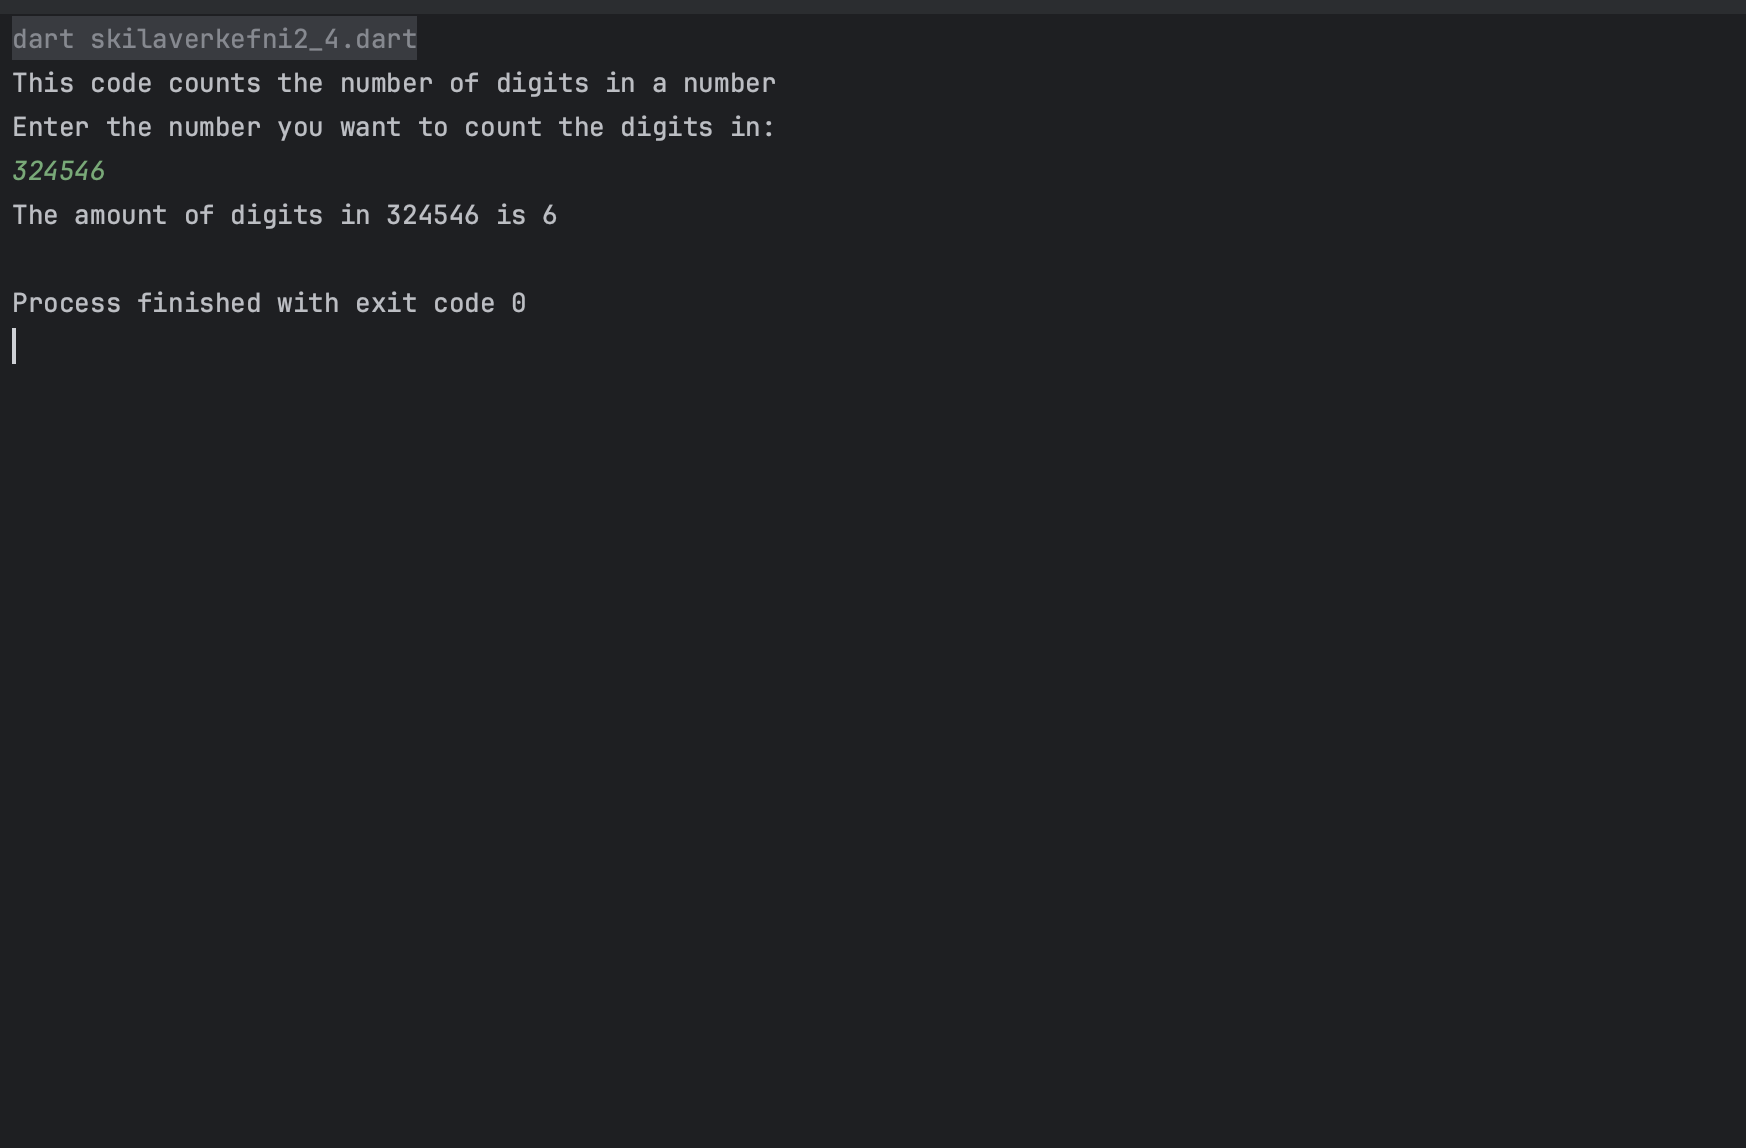 dart skilaverkefni2_4.dart
This code counts the number of digits in a number
Enter the number you want to count the digits in:
324546
The amount of digits in 324546 is 6
Process finished with exit code 0